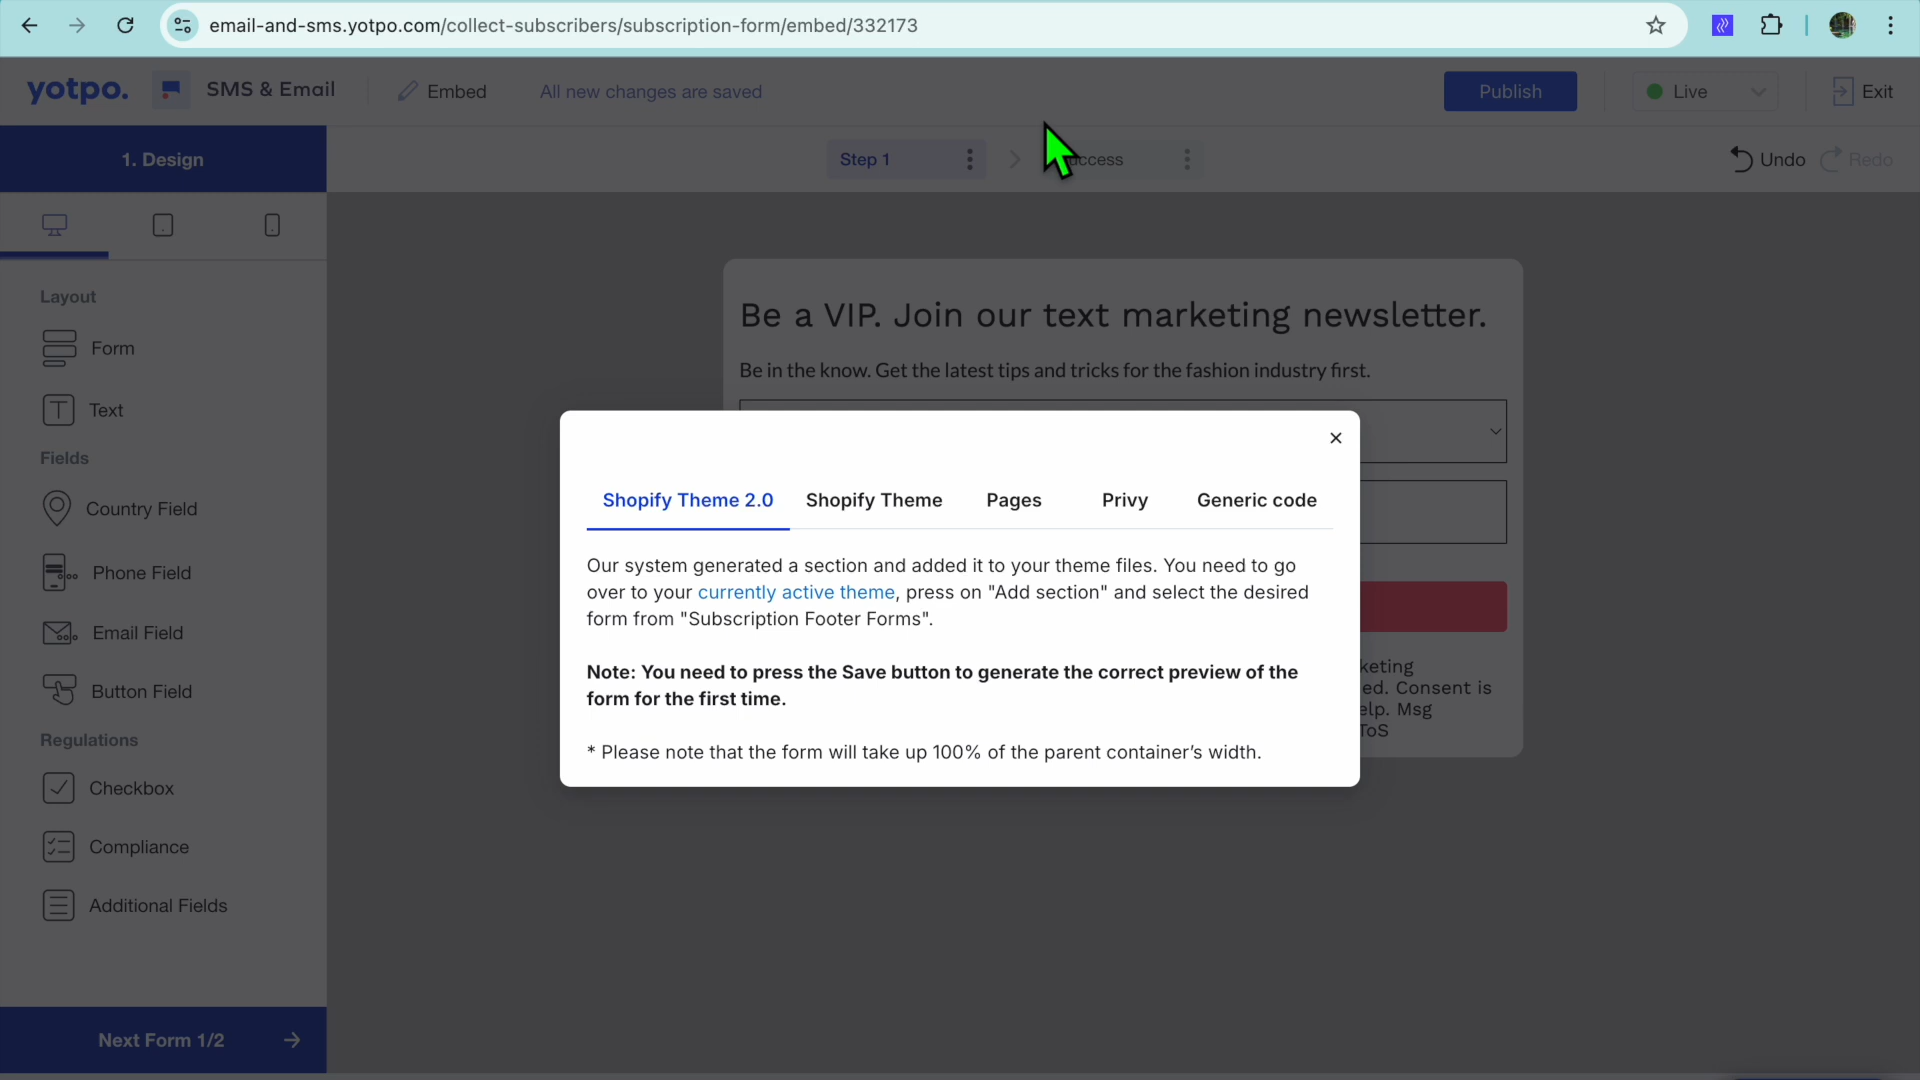 email-and-sms.yotpo.com/collect-subscribers/subscription-form/embed/332173
yotpo. SMS & Email Embed All new changes are saved Publish Live Exit
1. Design Step 1 Undo Redo
Layout
Form
Text
Fields
Country Field
Phone Field
Email Field
Button Field
Regulations
Checkbox
Compliance
Additional Fields
Next Form 1/2
Be a VIP. Join our text marketing newsletter.
Be in the know. Get the latest tips and tricks for the fashion industry first.
Shopify Theme 2.0 Shopify Theme Pages Privy Generic code
Our system generated a section and added it to your theme files. You need to go
over to your currently active theme, press on "Add section" and select the desired
form from "Subscription Footer Forms".
Note: You need to press the Save button to generate the correct preview of the
form for the first time.
* Please note that the form will take up 100% of the parent container’s width.
Consent is
Msg
ToS